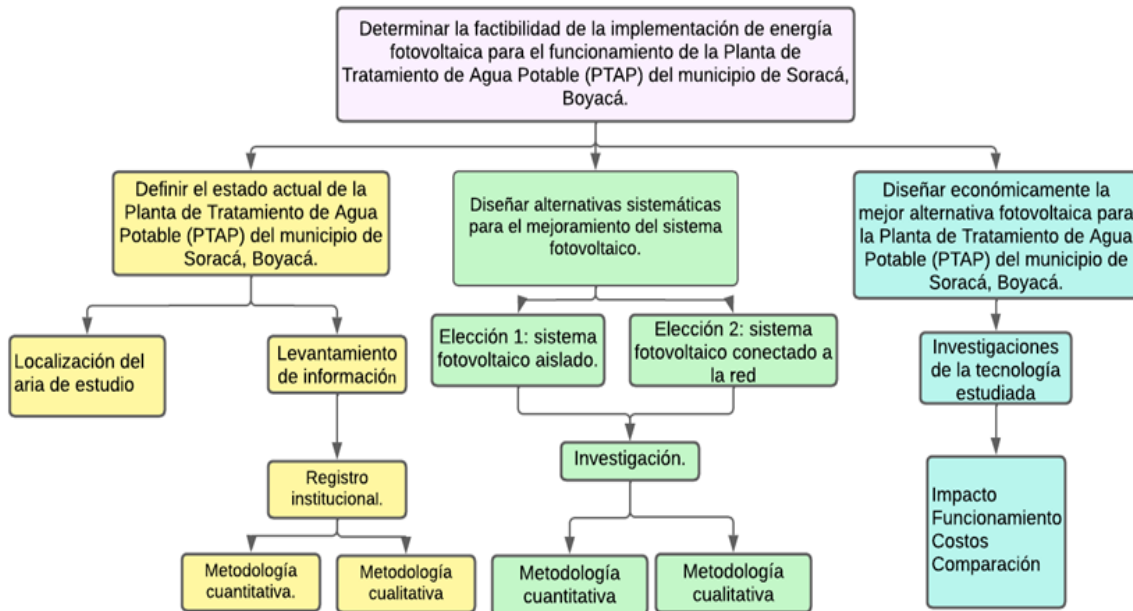 Determinar la factibilidad de la implementación de energía
fotovoltaica para el funcionamiento de la Planta de
Tratamiento de Agua Potable (PTAP) del municipio de Soracá,
Boyacá.
Definir el estado actual de la
Planta de Tratamiento de Agua
Potable (PTAP) del municipio de
Soracá, Boyacá.
Diseñar alternativas sistemáticas
para el mejoramiento del sistema
fotovoltaico.
Diseñar económicamente la
mejor alternativa fotovoltaica para
la Planta de Tratamiento de Agua
Potable (PTAP) del municipio de
Soracá, Boyacá.
Localización del
aria de estudio
Levantamiento
de información
Elección 1: sistema
fotovoltaico aislado.
Elección 2: sistema
fotovoltaico conectado a
la red
Investigaciones
de la tecnología
estudiada
Registro
institucional.
Investigación.
Impacto
Funcionamiento
Costos
Comparación
Metodología
cuantitativa.
Metodología
cualitativa
Metodología
cuantitativa
Metodología
cualitativa